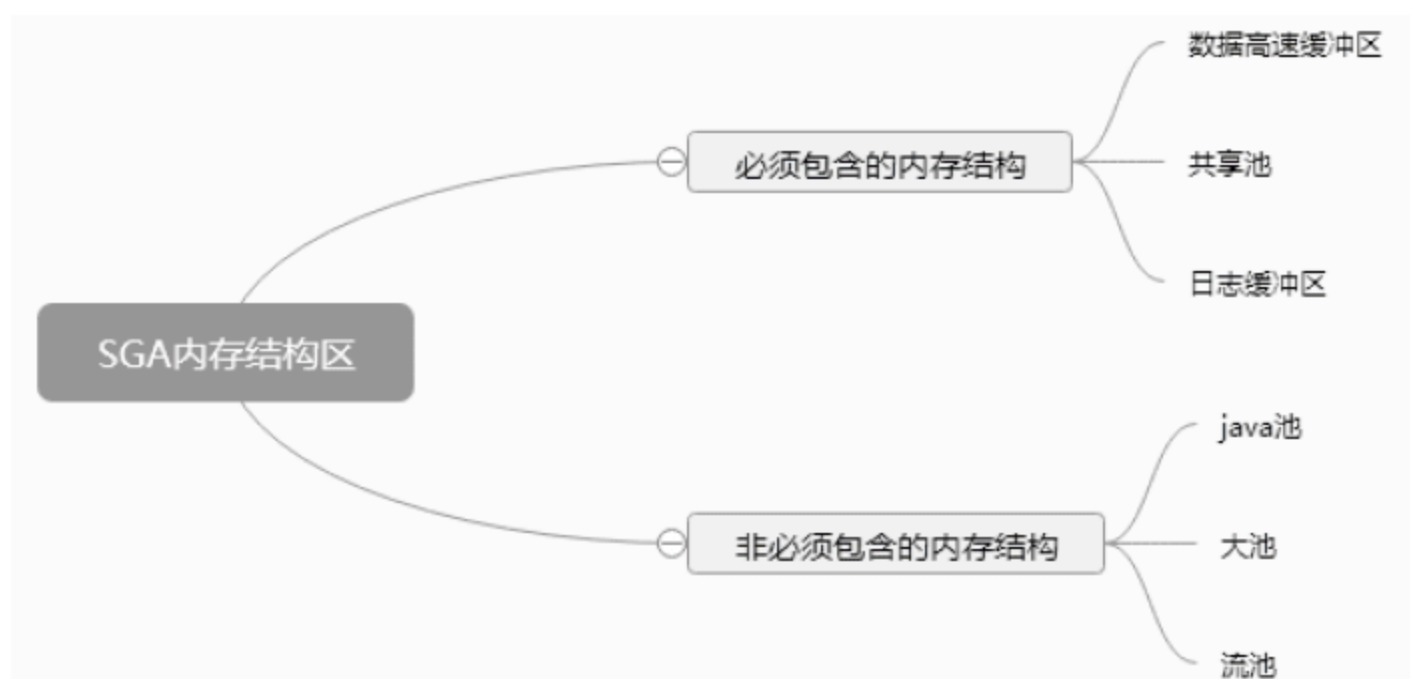 数据高速缓冲区
必须包含的内存结构
共享池
日志缓冲区
SGA内存结构区
java池
非必须包含的内存结构
大池
流池